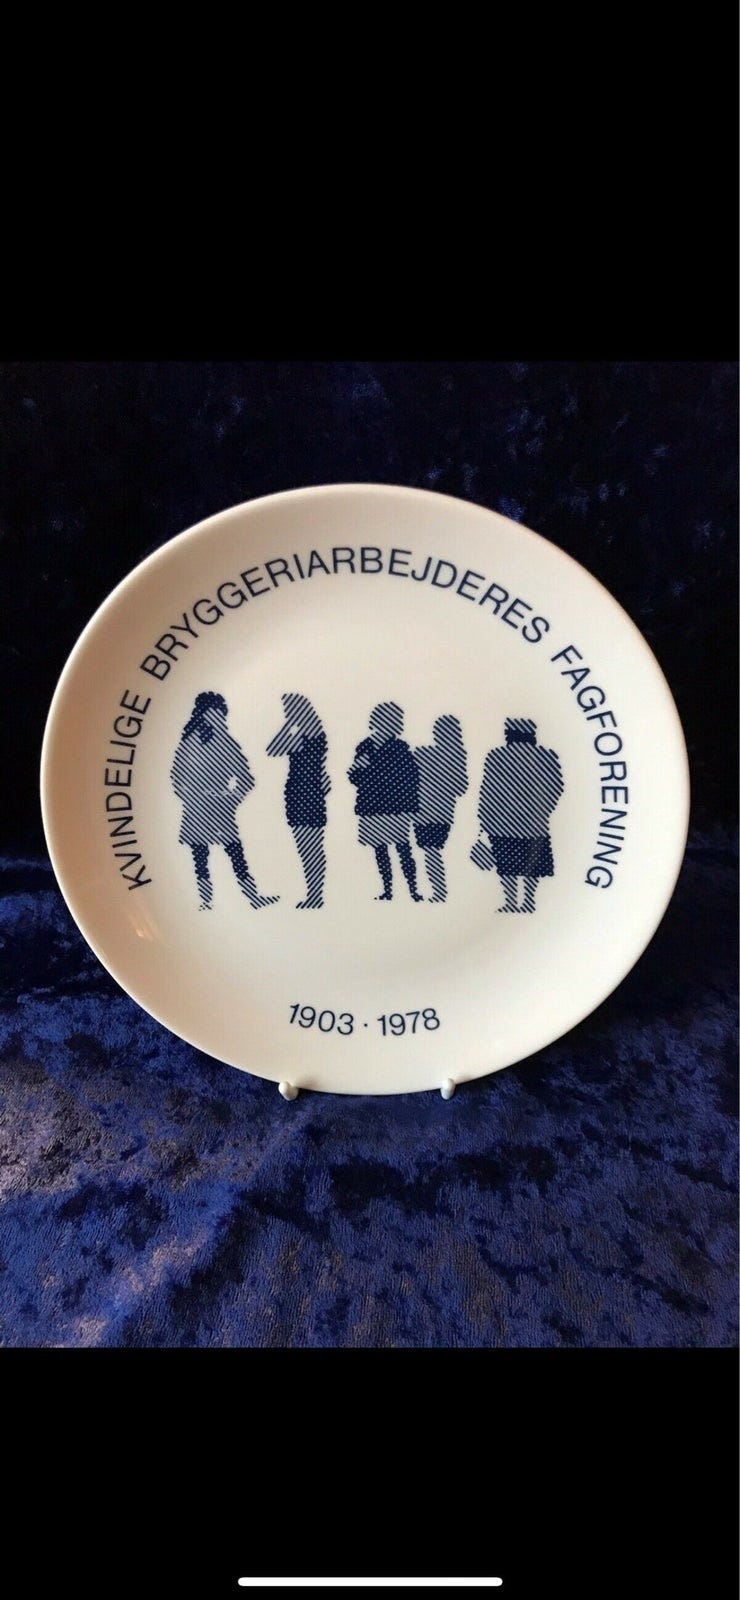 KVINDELIGE BRYGGERIARBEJDERES FAGFORENING
1903 · 1978